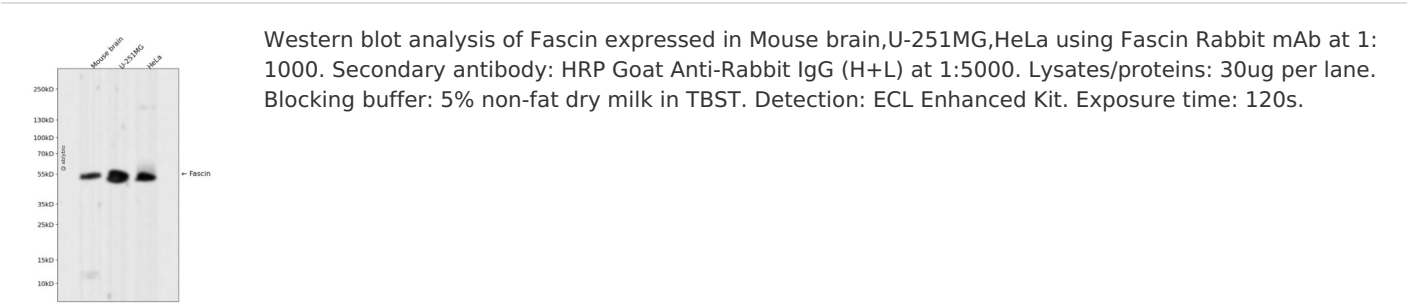 Mouse brain
U-251MG
HeLa
250kD
130kD
100kD
70kD
55kD
35kD
25kD
15kD
10kD
@ abybio
← Fascin
Western blot analysis of Fascin expressed in Mouse brain,U-251MG,HeLa using Fascin Rabbit mAb at 1:
1000. Secondary antibody: HRP Goat Anti-Rabbit IgG (H+L) at 1:5000. Lysates/proteins: 30ug per lane.
Blocking buffer: 5% non-fat dry milk in TBST. Detection: ECL Enhanced Kit. Exposure time: 120s.